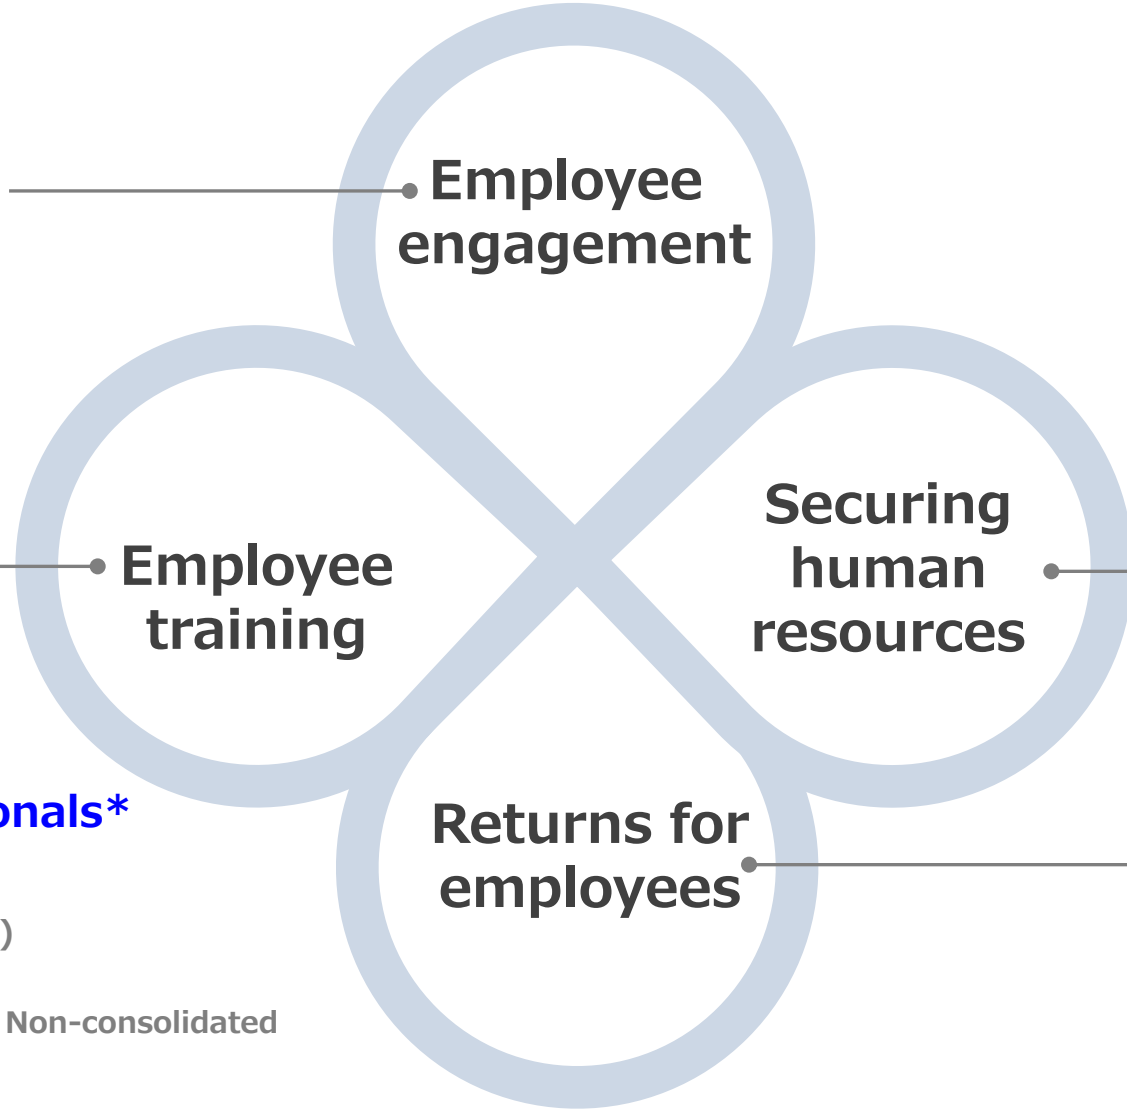 Employee
engagement
Securing
human
resources
Employee
training
onals*
Returns for
employees
)
Non-consolidated